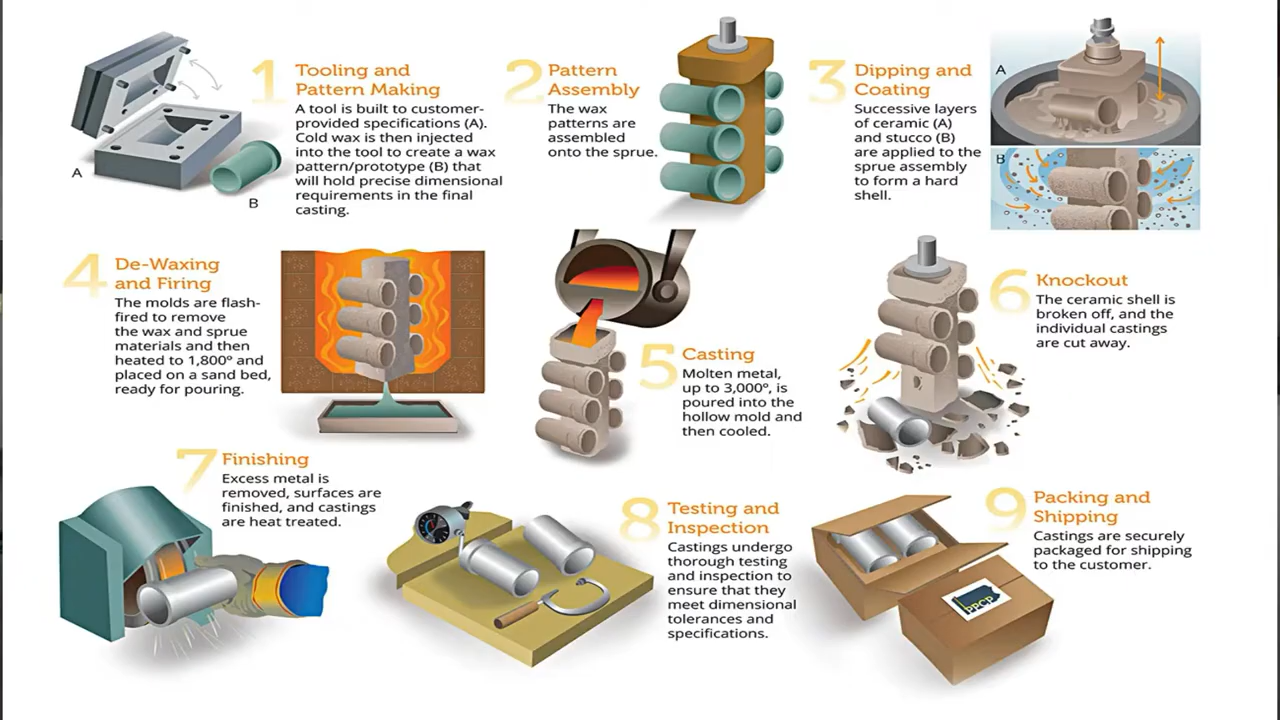 1
Tooling and
Pattern Making
A tool is built to customer-
provided specifications (A).
Cold wax is then injected
into the tool to create a wax
pattern/prototype (B) that
will hold precise dimensional
requirements in the final
casting.
A
B
2
Pattern
Assembly
The wax
patterns are
assembled
onto the sprue.
3
Dipping and
Coating
Successive layers
of ceramic (A)
and stucco (B)
are applied to the
sprue assembly
to form a hard
shell.
A
B
4
De-Waxing
and Firing
The molds are flash-
fired to remove
the wax and sprue
materials and then
heated to 1,800° and
placed on a sand bed,
ready for pouring.
5
Casting
Molten metal,
up to 3,000°, is
poured into the
hollow mold and
then cooled.
6
Knockout
The ceramic shell is
broken off, and the
individual castings
are cut away.
7
Finishing
Excess metal is
removed, surfaces are
finished, and castings
are heat treated.
8
Testing and
Inspection
Castings undergo
thorough testing
and inspection to
ensure that they
meet dimensional
tolerances and
specifications.
9
Packing and
Shipping
Castings are securely
packaged for shipping
to the customer.
PPCP